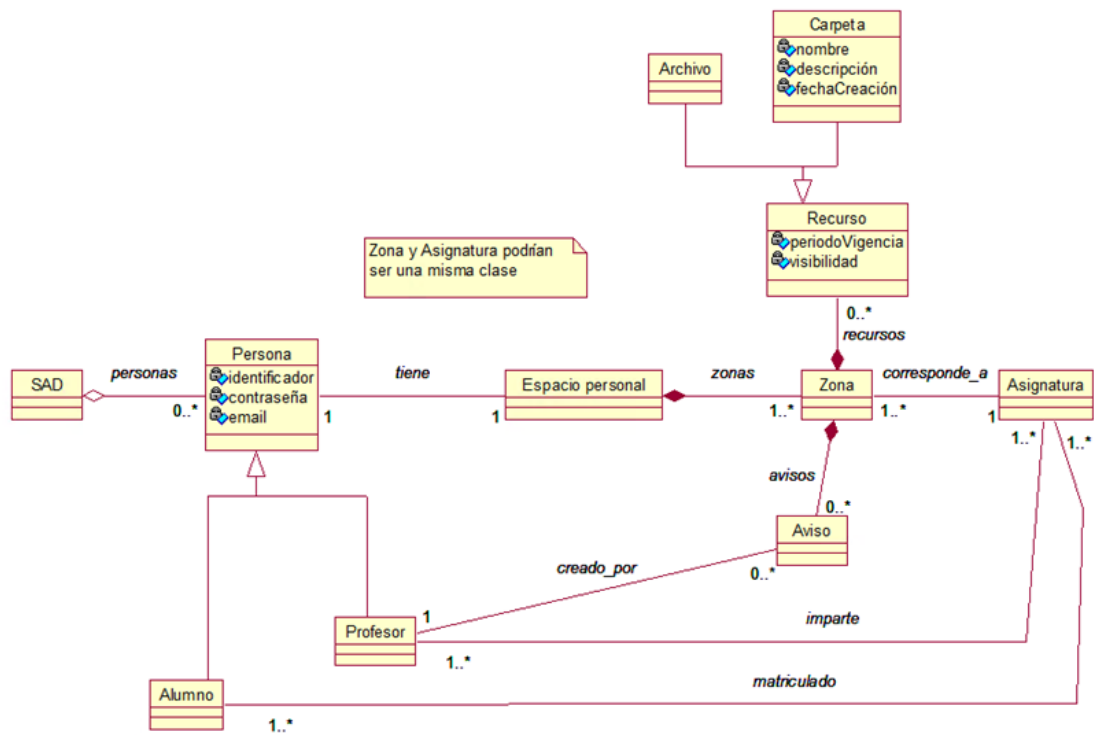 Carpeta
nombre
descripción
fechaCreación
Archivo
Recurso
periodoVigencia
visibilidad
Zona y Asignatura podrían
ser una misma clase
0..*
recursos
SAD
personas
0..*
Persona
identificador
contraseña
email
tiene
1
1
Espacio personal
zonas
1..*
Zona
corresponde_a
1..*
1
Asignatura
1..*
1..*
avisos
0..*
Aviso
creado_por
0..*
1
Profesor
imparte
1..*
Alumno
matriculado
1..*